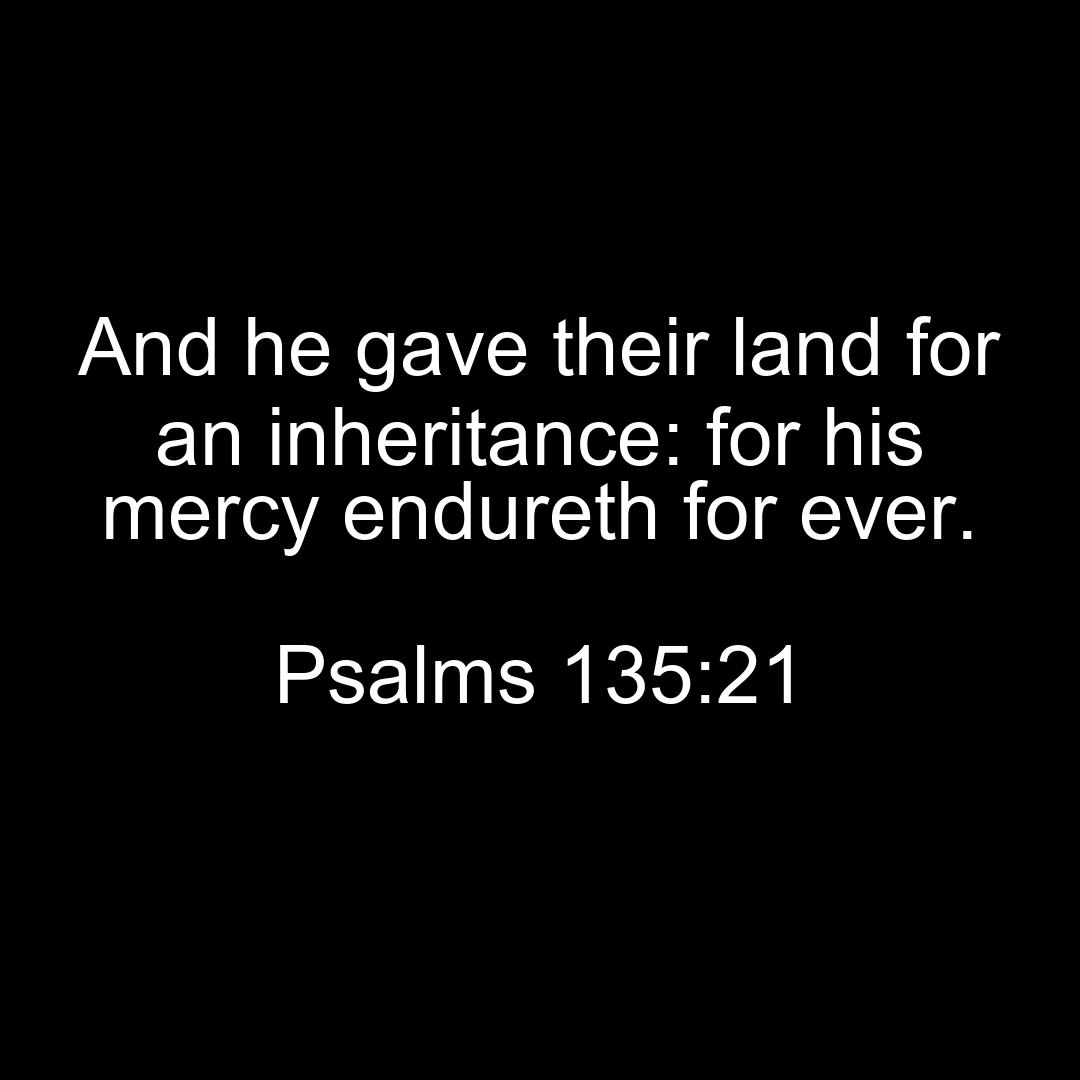 And he gave their land for
an inheritance: for his
mercy endureth for ever.
Psalms 135:21